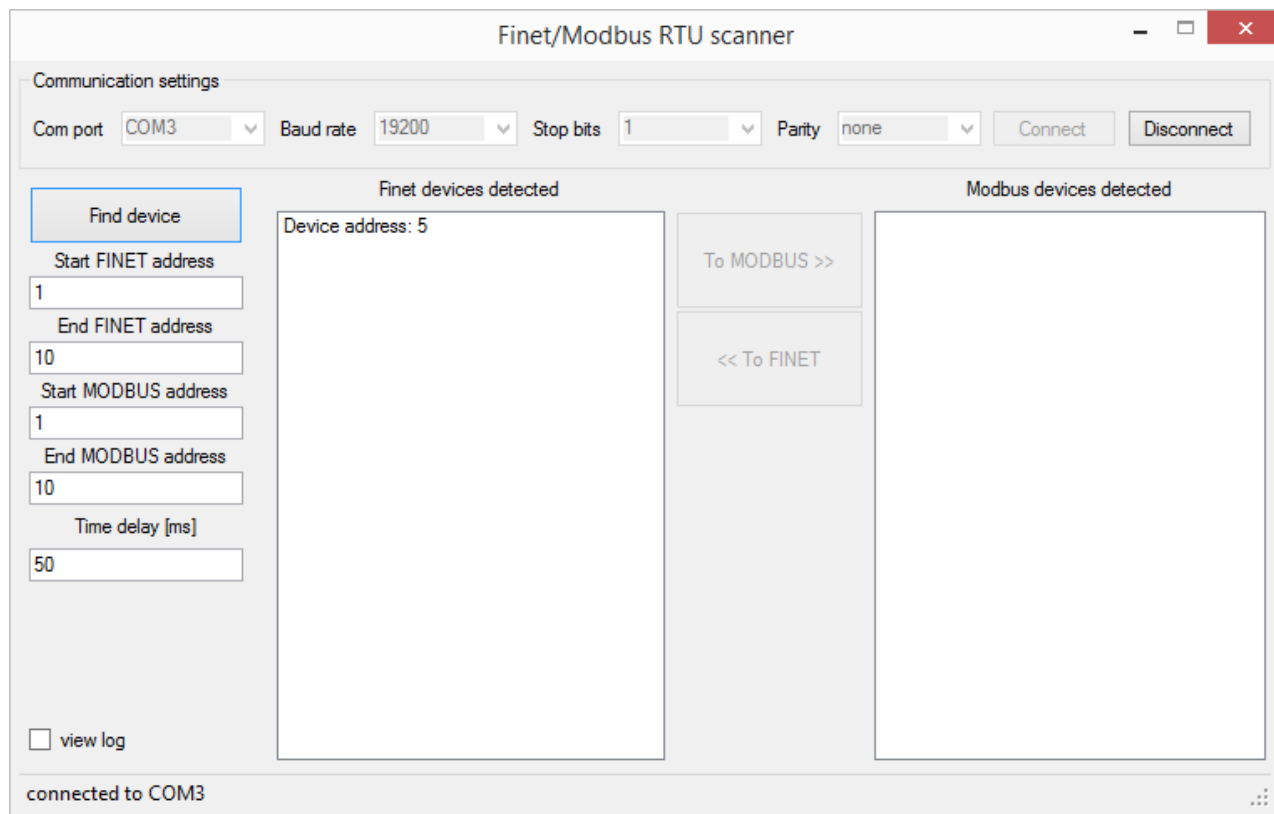 Finet/Modbus RTU scanner
Communication settings
Com port COM3 Baud rate 19200 Stop bits 1 Parity none Connect Disconnect
Find device
Start FINET address
1
End FINET address
10
Start MODBUS address
1
End MODBUS address
10
Time delay [ms]
50
view log
Finet devices detected
Device address: 5
To MODBUS >>
<< To FINET
Modbus devices detected
connected to COM3